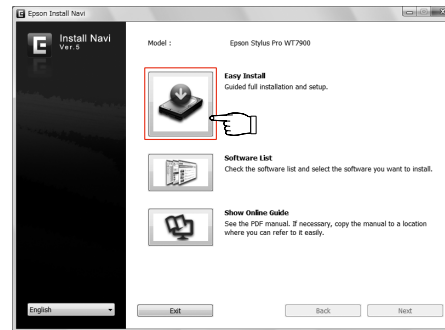 Epson Install Navi
Install Navi
Ver.5
Model : Epson Stylus Pro WT7900
Easy Install
Guided full installation and setup.
Software List
Check the software list and select the software you want to install.
Show Online Guide
See the PDF manual. If necessary, copy the manual to a location
where you can refer to it easily.
English
Exit
Back
Next